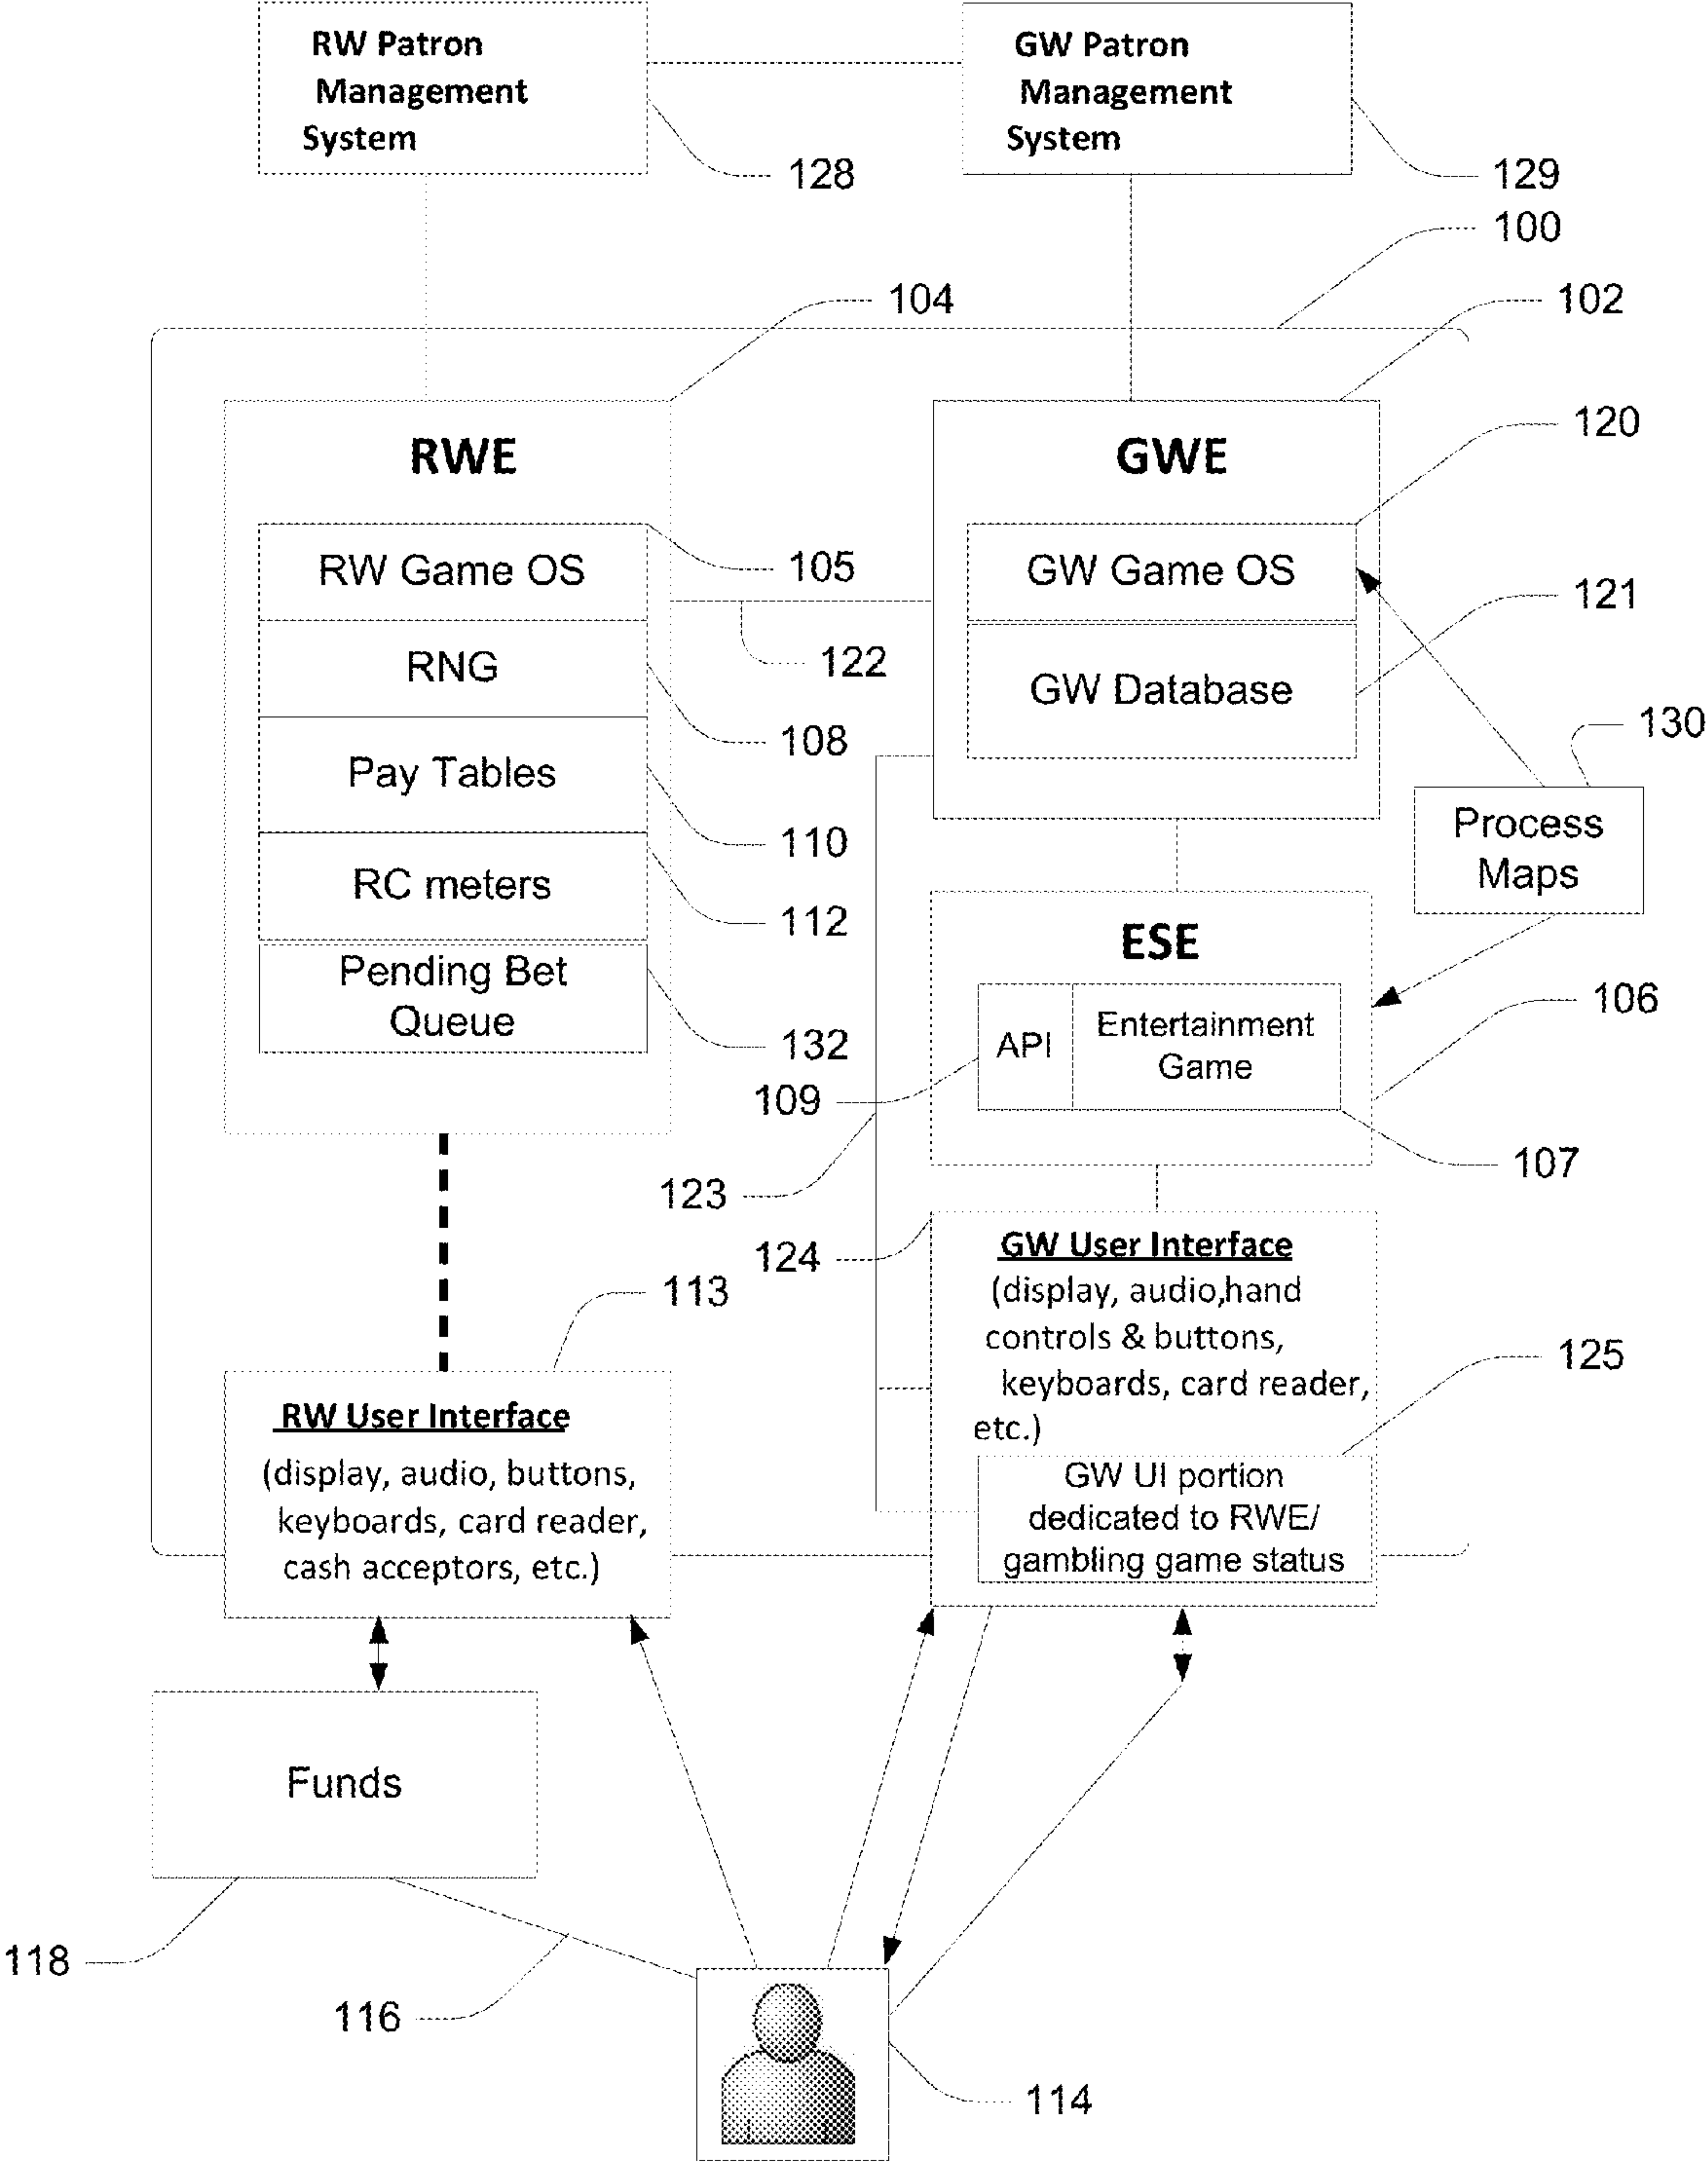 RW Patron
Management
System
GW Patron
Management
System
128
129
100
104
102
RWE
GWE
120
RW Game OS
105
GW Game OS
121
RNG
122
GW Database
108
130
Pay Tables
110
Process
Maps
RC meters
112
ESE
Pending Bet
Queue
132
API
Entertainment
Game
106
109
107
123
124
GW User Interface
(display, audio,hand
controls & buttons,
keyboards, card reader,
etc.)
113
125
RW User Interface
(display, audio, buttons,
keyboards, card reader,
cash acceptors, etc.)
GW UI portion
dedicated to RWE/
gambling game status
Funds
118
116
114